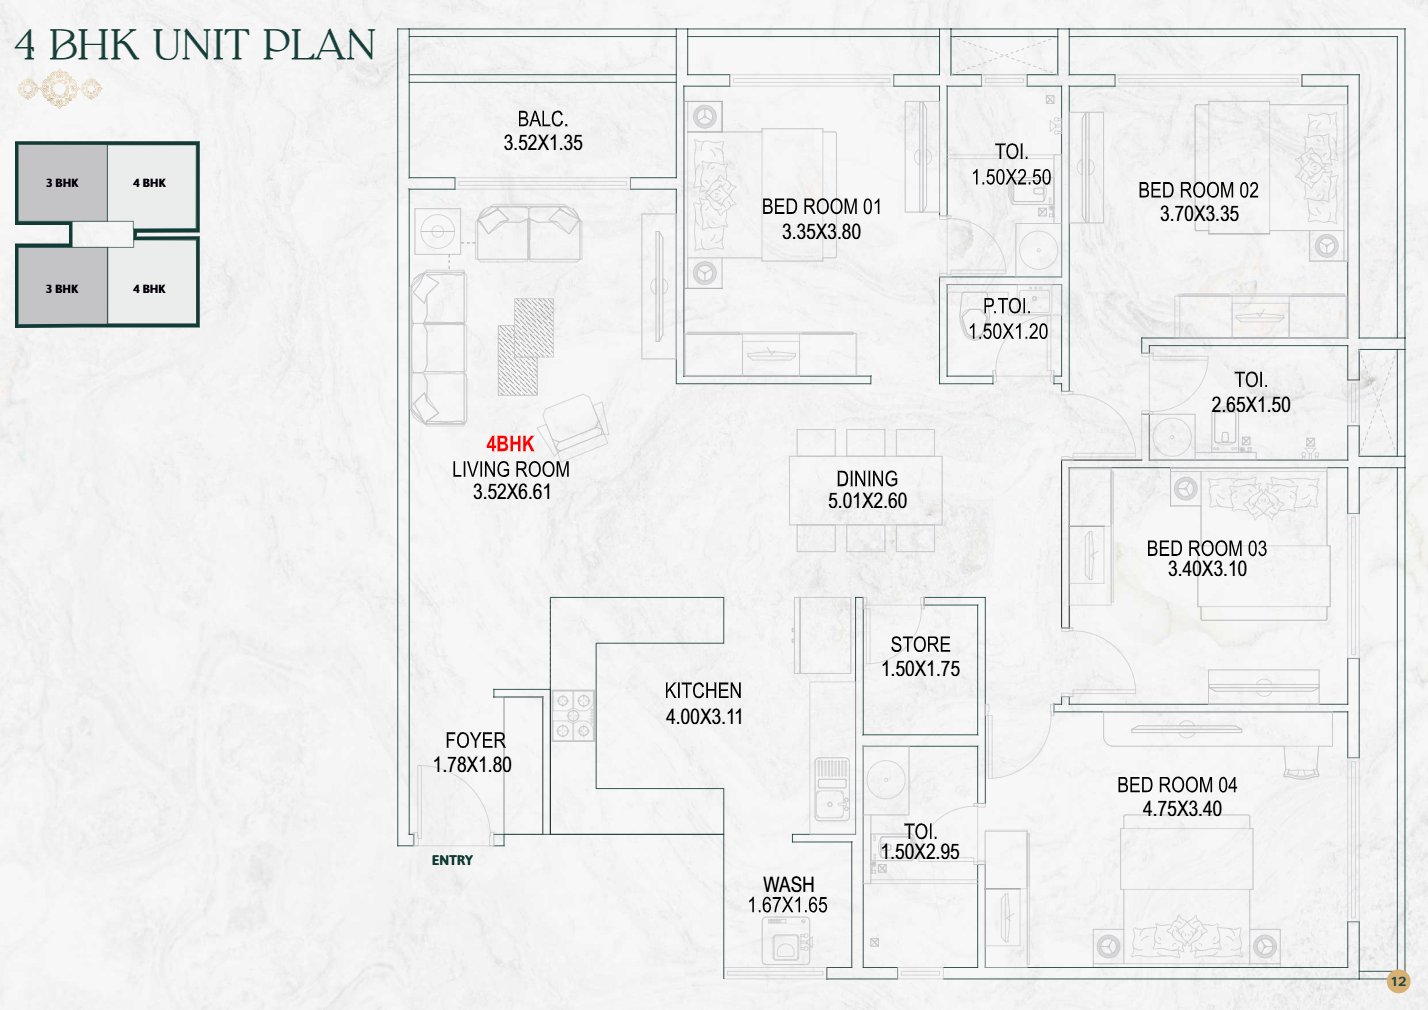 4 BHK UNIT PLAN
3 BHK
4 BHK
3 BHK
4 BHK
BALC.
3.52X1.35
BED ROOM 01
3.35X3.80
TOI.
1.50X2.50
BED ROOM 02
3.70X3.35
P.TOI.
1.50X1.20
TOI.
2.65X1.50
4BHK
LIVING ROOM
3.52X6.61
DINING
5.01X2.60
BED ROOM 03
3.40X3.10
STORE
1.50X1.75
KITCHEN
4.00X3.11
FOYER
1.78X1.80
BED ROOM 04
4.75X3.40
TOI.
1.50X2.95
ENTRY
WASH
1.67X1.65
12